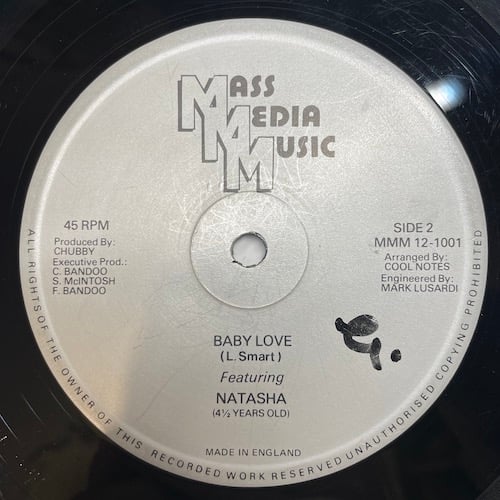 MASS
MEDIA
MUSIC
45 RPM
Produced By:
CHUBBY
Executive Prod.:
C. BANDOO
S. McINTOSH
F. BANDOO
SIDE 2
MMM 12-1001
Arranged By:
COOL NOTES
Engineered By:
MARK LUSARDI
BABY LOVE
(L. Smart)
Featuring
NATASHA
(4½ YEARS OLD)
MADE IN ENGLAND
ALL RIGHTS OF THE OWNER OF THIS RECORDED WORK RESERVED UNAUTHORISED COPYING PROHIBITED